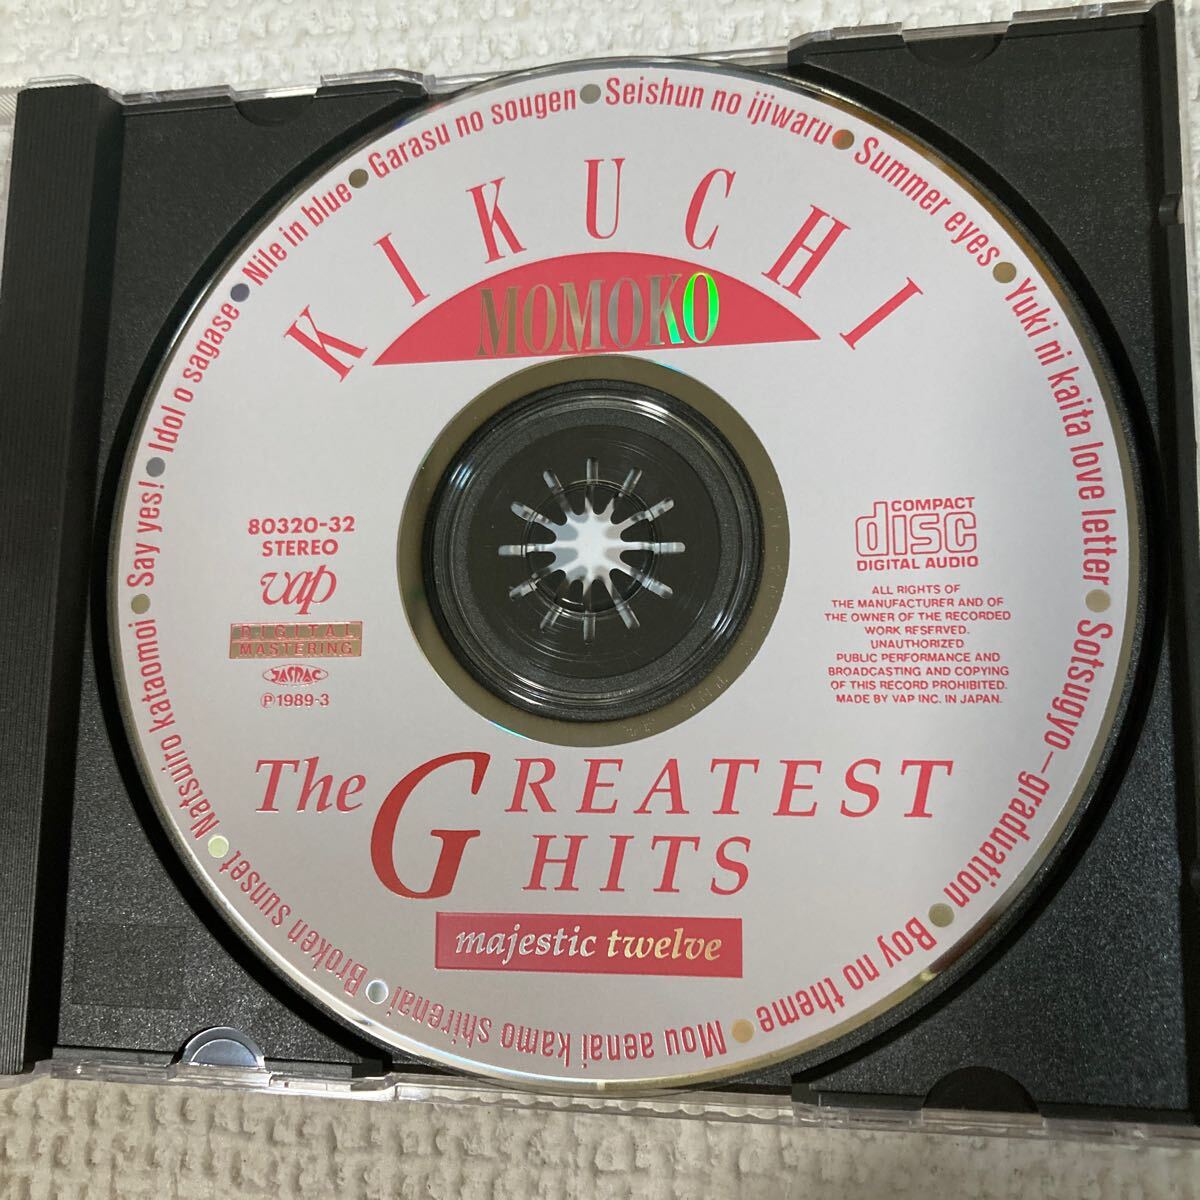 Garasu no sougen ● Seishun no ijiwaru ● Summer eyes ● Yuki ni kaita love letter ● Sotsugyo—graduation ● Boy no theme ● Mou aenai kamo shirenai ● Broken sunset ● Natsuiro kataomoi ● Say yes! ● Idol o sagase ● Nile in blue ●
KIKUCHI
MOMOKO
80320-32
STEREO
vap
DIGITAL
MASTERING
JASRAC
℗1989-3
COMPACT
disc
DIGITAL AUDIO
ALL RIGHTS OF
THE MANUFACTURER AND OF
THE OWNER OF THE RECORDED
WORK RESERVED.
UNAUTHORIZED
PUBLIC PERFORMANCE AND
BROADCASTING AND COPYING
OF THIS RECORD PROHIBITED.
MADE BY VAP INC. IN JAPAN.
The GREATEST
HITS
majestic twelve